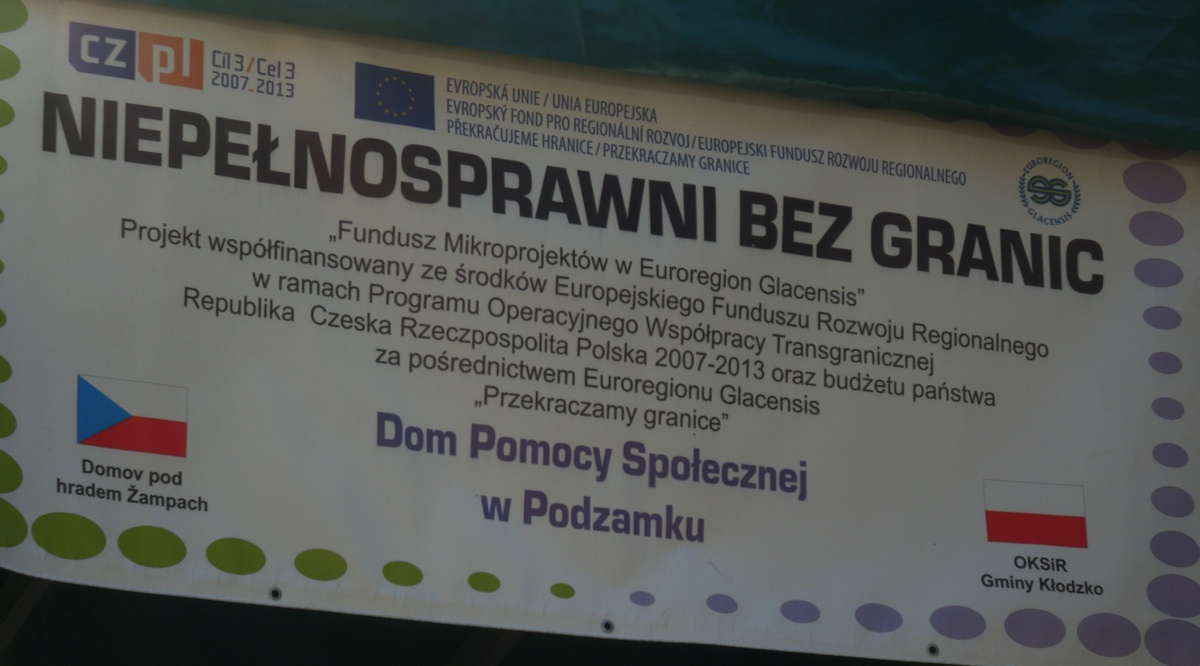 cz pl Cíl 3 / Cel 3
2007-2013
EVROPSKÁ UNIE / UNIA EUROPEJSKA
EVROPSKÝ FOND PRO REGIONÁLNÍ ROZVOJ / EUROPEJSKI FUNDUSZ ROZWOJU REGIONALNEGO
PŘEKRAČUJEME HRANICE / PRZEKRACZAMY GRANICE
EUROREGION
GLACENSIS
NIEPEŁNOSPRAWNI BEZ GRANIC
„Fundusz Mikroprojektów w Euroregion Glacensis”
Projekt współfinansowany ze środków Europejskiego Funduszu Rozwoju Regionalnego
w ramach Programu Operacyjnego Współpracy Transgranicznej
Republika Czeska Rzeczpospolita Polska 2007-2013 oraz budżetu państwa
za pośrednictwem Euroregionu Glacensis
„Przekraczamy granice”
Dom Pomocy Społecznej
w Podzamku
Domov pod
hradem Žampach
OKSiR
Gminy Kłodzko